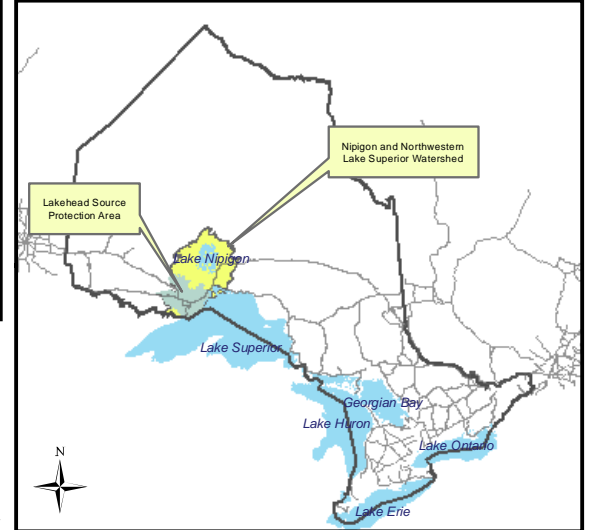 Nipigon and Northwestern
Lake Superior Watershed
Lakehead Source
Protection Area
Lake Nipigon
Lake Superior
Georgian Bay
Lake Huron
Lake Ontario
N
Lake Erie